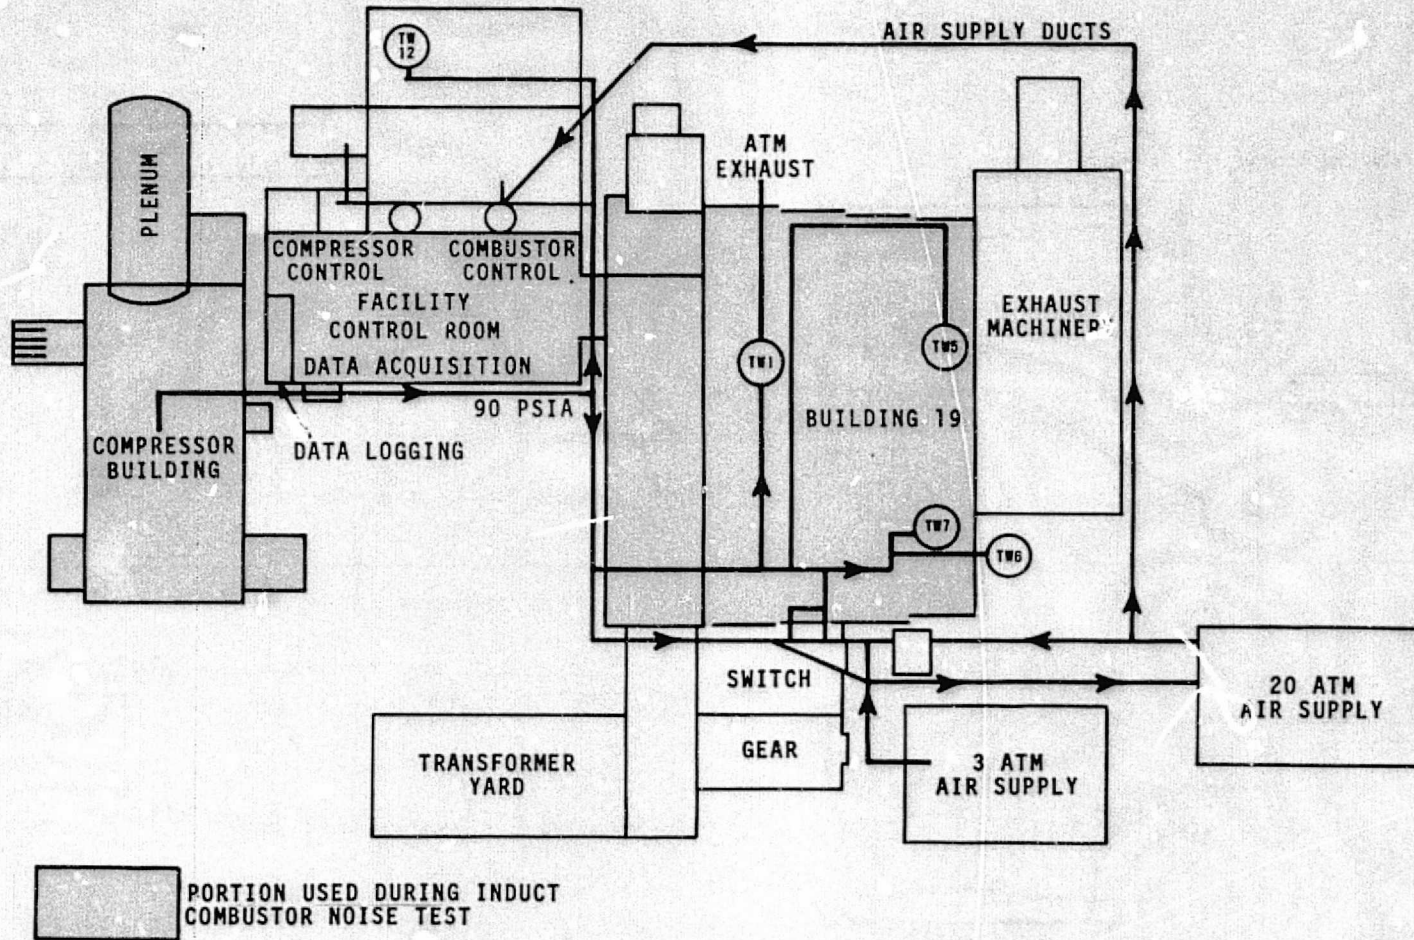 TW
12
AIR SUPPLY DUCTS
ATM
EXHAUST
PLENUM
COMPRESSOR
CONTROL
COMBUSTOR
CONTROL
FACILITY
CONTROL ROOM
DATA ACQUISITION
EXHAUST
MACHINERY
TW1
TW5
90 PSIA
BUILDING 19
COMPRESSOR
BUILDING
DATA LOGGING
TW7
TW6
SWITCH
GEAR
20 ATM
AIR SUPPLY
TRANSFORMER
YARD
3 ATM
AIR SUPPLY
PORTION USED DURING INDUCT
COMBUSTOR NOISE TEST